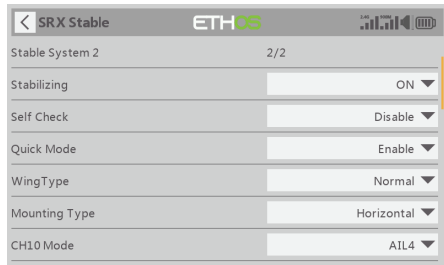 SRX Stable ETHOS
Stable System 2 2/2
Stabilizing ON
Self Check Disable
Quick Mode Enable
WingType Normal
Mounting Type Horizontal
CH10 Mode AIL4